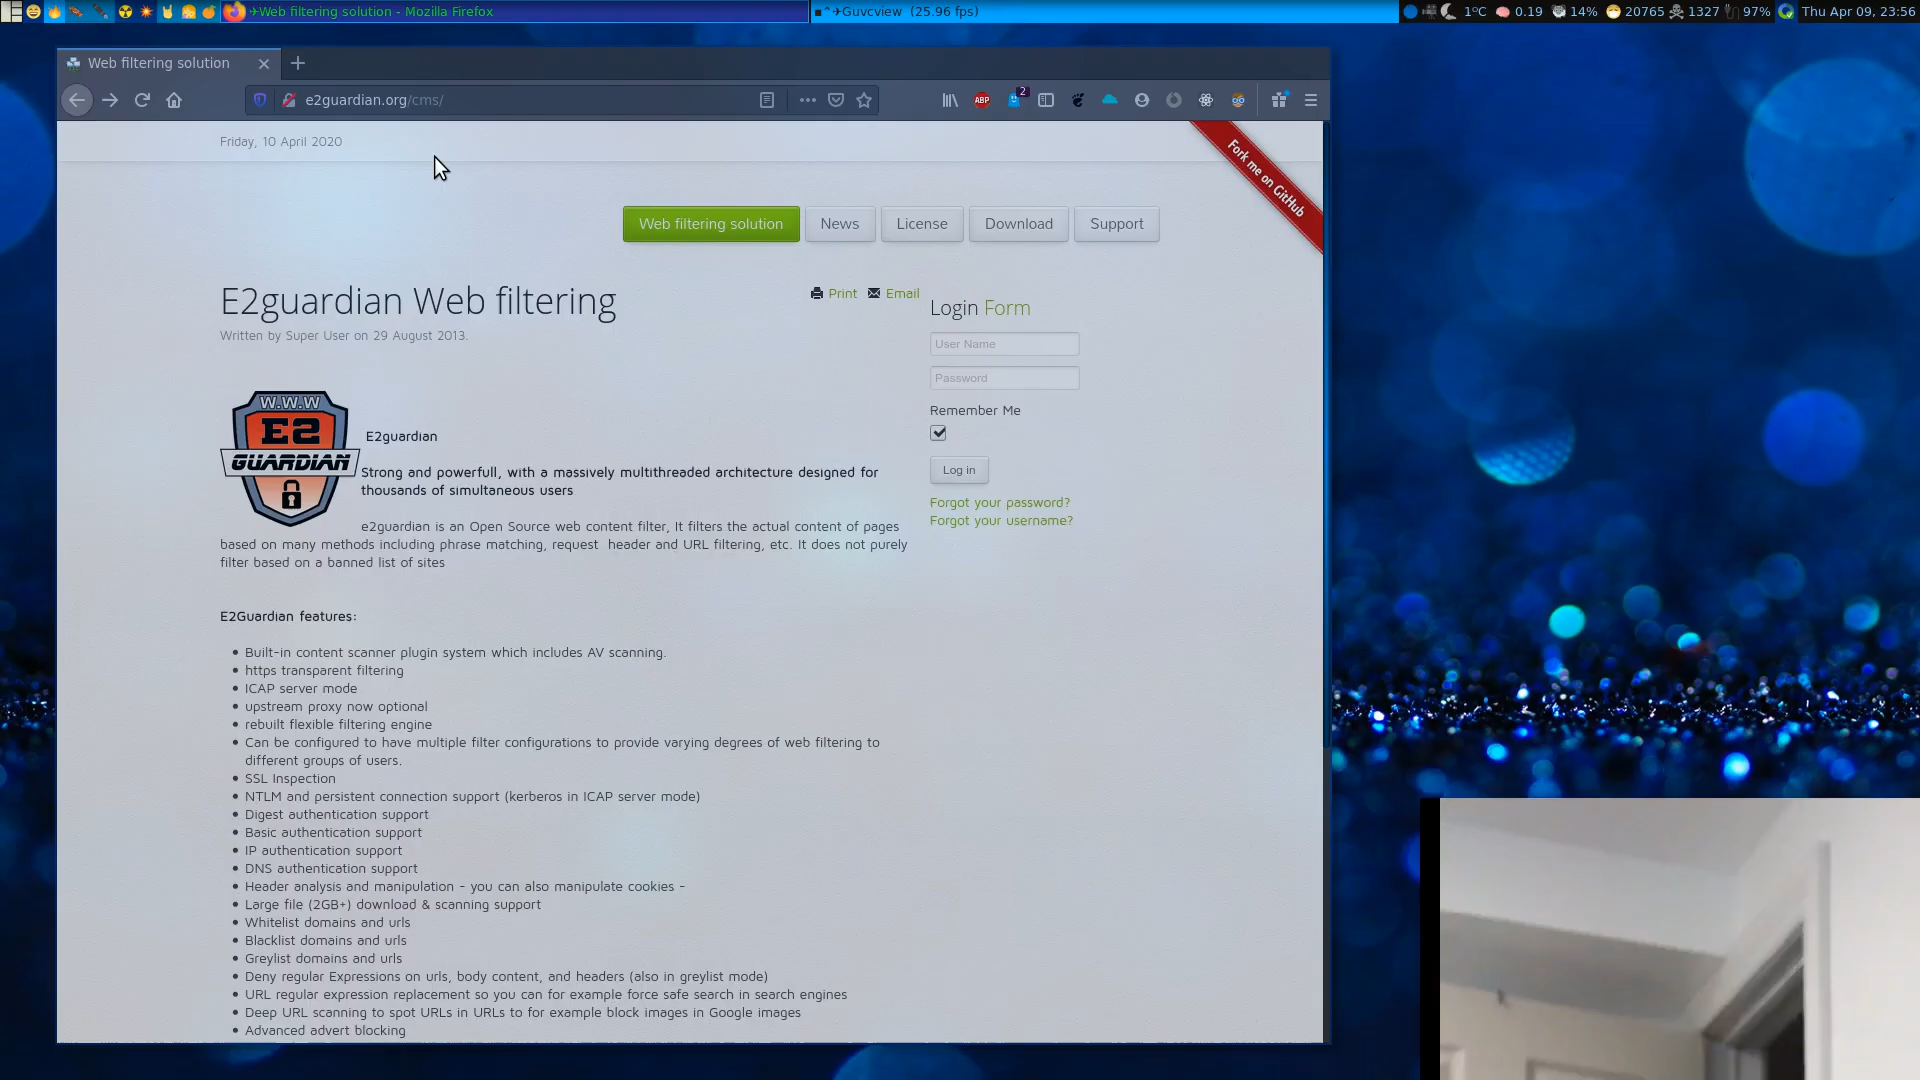 ✈Web filtering solution - Mozilla Firefox
■^✈Guvcview (25.96 fps)
1°C 0.19 14% 20765 1327 97% Thu Apr 09, 23:56
Web filtering solution
e2guardian.org/cms/
ABP
2
Friday, 10 April 2020
Fork me on GitHub
Web filtering solution
News
License
Download
Support
E2guardian Web filtering
Print
Email
Written by Super User on 29 August 2013.
Login Form
User Name
Password
Remember Me
Log in
Forgot your password?
Forgot your username?
W.W.W
E2
GUARDIAN
E2guardian
Strong and powerfull, with a massively multithreaded architecture designed for
thousands of simultaneous users
e2guardian is an Open Source web content filter, It filters the actual content of pages
based on many methods including phrase matching, request header and URL filtering, etc. It does not purely
filter based on a banned list of sites
E2Guardian features:
• Built-in content scanner plugin system which includes AV scanning.
• https transparent filtering
• ICAP server mode
• upstream proxy now optional
• rebuilt flexible filtering engine
• Can be configured to have multiple filter configurations to provide varying degrees of web filtering to
different groups of users.
• SSL Inspection
• NTLM and persistent connection support (kerberos in ICAP server mode)
• Digest authentication support
• Basic authentication support
• IP authentication support
• DNS authentication support
• Header analysis and manipulation - you can also manipulate cookies -
• Large file (2GB+) download & scanning support
• Whitelist domains and urls
• Blacklist domains and urls
• Greylist domains and urls
• Deny regular Expressions on urls, body content, and headers (also in greylist mode)
• URL regular expression replacement so you can for example force safe search in search engines
• Deep URL scanning to spot URLs in URLs to for example block images in Google images
• Advanced advert blocking